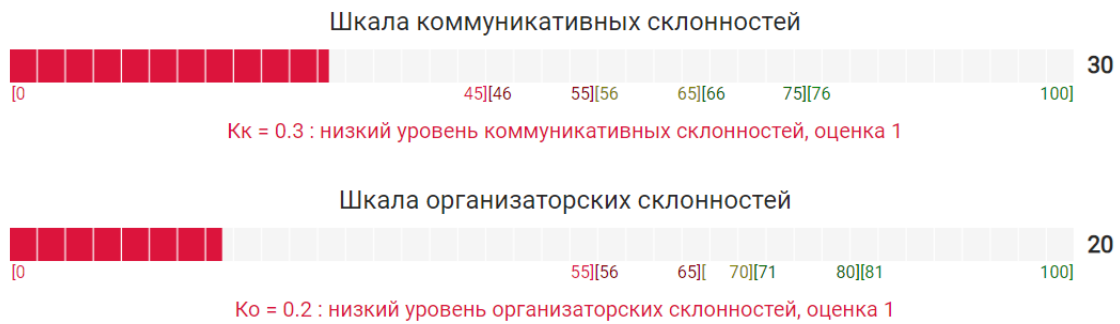 Шкала коммуникативных склонностей
30
[0 45][46 55][56 65][66 75][76 100]
Кк = 0.3 : низкий уровень коммуникативных склонностей, оценка 1
Шкала организаторских склонностей
20
[0 55][56 65][ 70][71 80][81 100]
Ко = 0.2 : низкий уровень организаторских склонностей, оценка 1